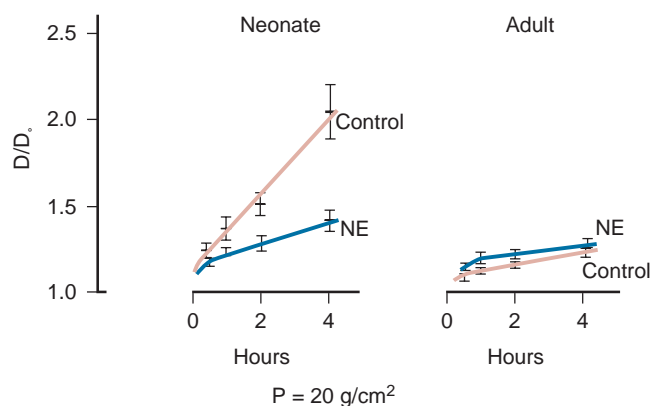 Neonate
Adult
2.5
2.0
1.5
1.0
D/D°
Control
NE
NE
Control
0 2 4
0 2 4
Hours
Hours
P = 20 g/cm²